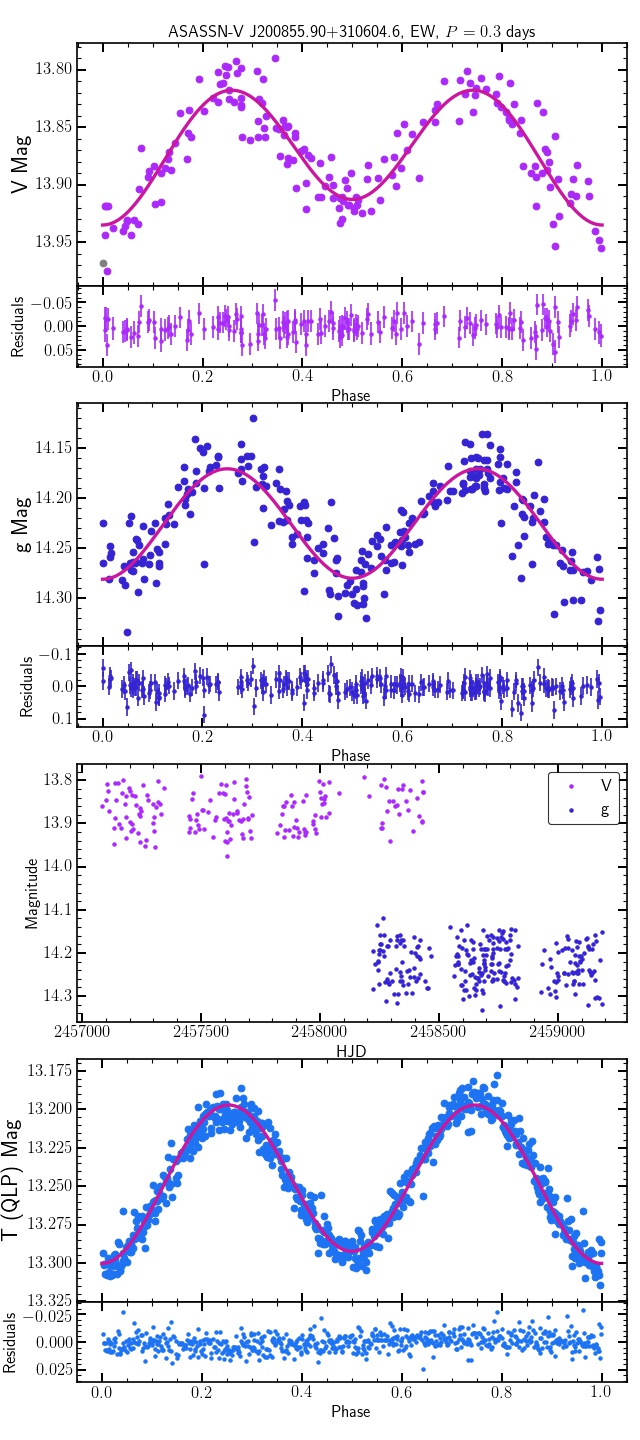 ASASSN-V J200855.90+310604.6, EW, P = 0.3 days
13.80
13.85
13.90
13.95
V Mag
−0.05
0.00
0.05
Residuals
0.0 0.2 0.4 0.6 0.8 1.0
Phase
14.15
14.20
14.25
14.30
g Mag
−0.1
0.0
0.1
Residuals
0.0 0.2 0.4 0.6 0.8 1.0
Phase
13.8
13.9
14.0
14.1
14.2
14.3
Magnitude
V
g
2457000 2457500 2458000 2458500 2459000
HJD
13.175
13.200
13.225
13.250
13.275
13.300
13.325
T (QLP) Mag
−0.025
0.000
0.025
Residuals
0.0 0.2 0.4 0.6 0.8 1.0
Phase